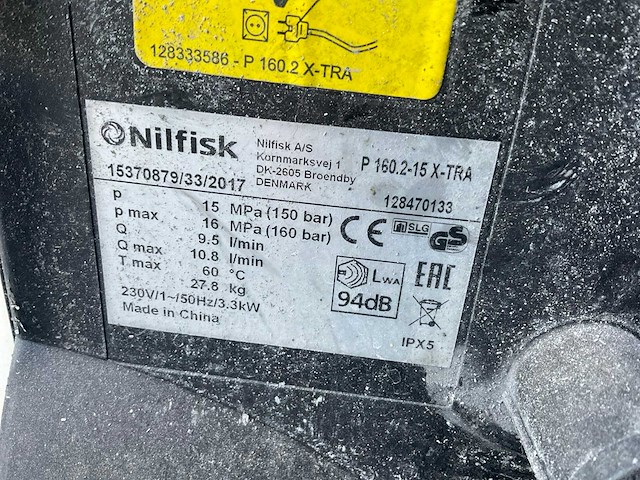 128333586 - P 160.2 X-TRA
Nilfisk
Nilfisk A/S
Kornmarksvej 1
DK-2605 Broendby
DENMARK
P 160.2-15 X-TRA
15370879/33/2017
128470133
p 15 MPa (150 bar)
p max 16 MPa (160 bar)
Q 9.5 l/min
Q max 10.8 l/min
T max 60 °C
27.8 kg
230V/1~/50Hz/3.3kW
Made in China
CE
SLG
GS
LWA
94dB
EAC
IPX5